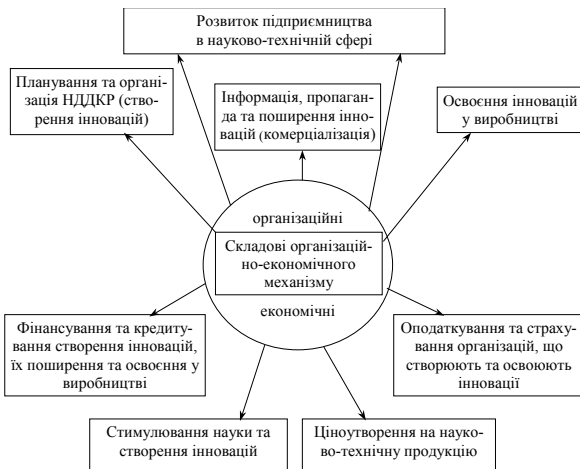 Розвиток підприємництва
в науково-технічній сфері
Планування та органі-
зація НДДКР (ство-
рення інновацій)
Інформація, пропаган-
да та поширення інно-
вацій (комерціалізація)
Освоєння інновацій
у виробництві
організаційні
Складові організацій-
но-економічного
механізму
економічні
Фінансування та кредиту-
вання створення інновацій,
їх поширення та освоєння у
виробництві
Оподаткування та страху-
вання організацій, що
створюють та освоюють
інновації
Стимулювання науки та
створення інновацій
Ціноутворення на науко-
во-технічну продукцію